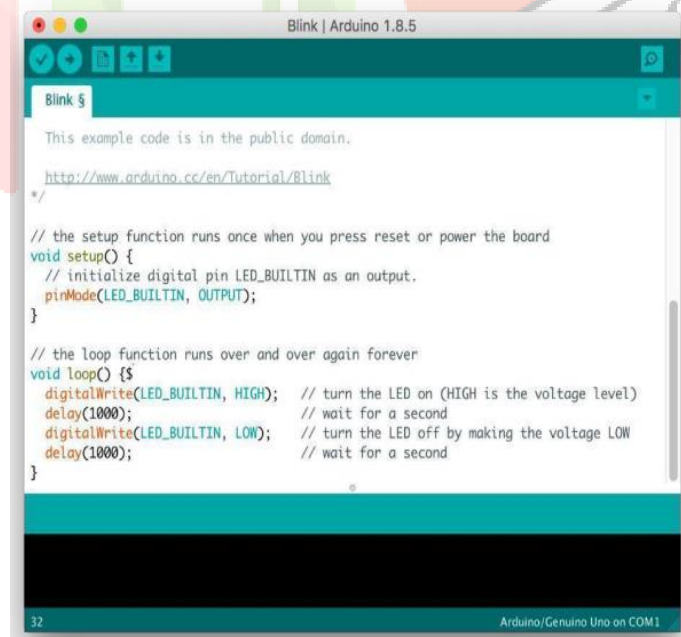 Blink | Arduino 1.8.5
Blink §
This example code is in the public domain.
http://www.arduino.cc/en/Tutorial/Blink
*/
// the setup function runs once when you press reset or power the board
void setup() {
// initialize digital pin LED_BUILTIN as an output.
pinMode(LED_BUILTIN, OUTPUT);
}
// the loop function runs over and over again forever
void loop() {$
digitalWrite(LED_BUILTIN, HIGH); // turn the LED on (HIGH is the voltage level)
delay(1000); // wait for a second
digitalWrite(LED_BUILTIN, LOW); // turn the LED off by making the voltage LOW
delay(1000); // wait for a second
}
32 Arduino/Genuino Uno on COM1